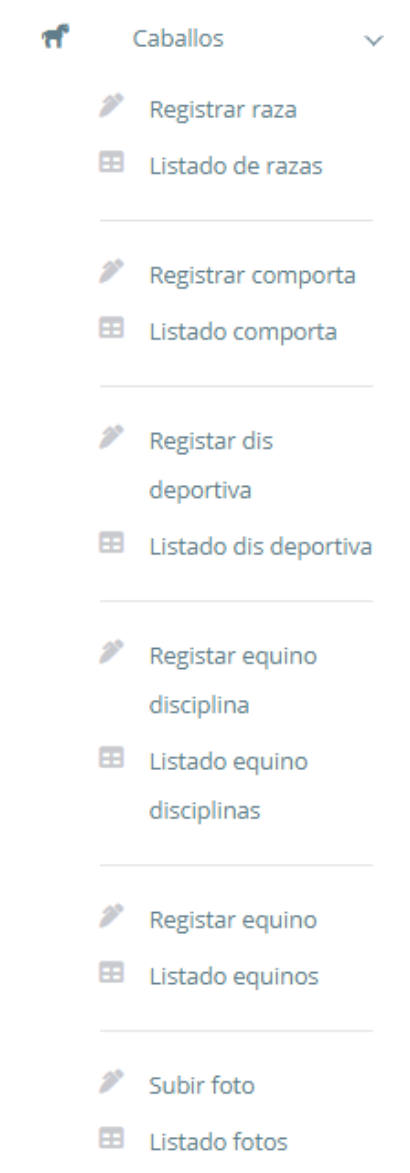 Caballos
Registrar raza
Listado de razas
Registrar comporta
Listado comporta
Registar dis
deportiva
Listado dis deportiva
Registar equino
disciplina
Listado equino
disciplinas
Registar equino
Listado equinos
Subir foto
Listado fotos